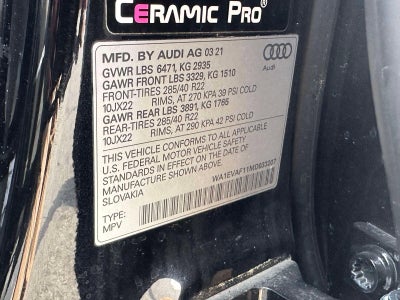 CERAMIC PRO®
MFD. BY AUDI AG 03 21
GVWR LBS 6471, KG 2935
GAWR FRONT LBS 3329, KG 1510
FRONT-TIRES 285/40 R22
10JX22 RIMS, AT 270 KPA 39 PSI COLD
GAWR REAR LBS 3891, KG 1765
REAR-TIRES 285/40 R22
10JX22 RIMS, AT 290 KPA 42 PSI COLD
THIS VEHICLE CONFORMS TO ALL APPLICABLE
U.S. FEDERAL MOTOR VEHICLE SAFETY
STANDARDS IN EFFECT ON THE DATE OF
MANUFACTURE SHOWN ABOVE
SLOVAKIA
WA1EVAF11MD033207
TYPE:
MPV
Audi